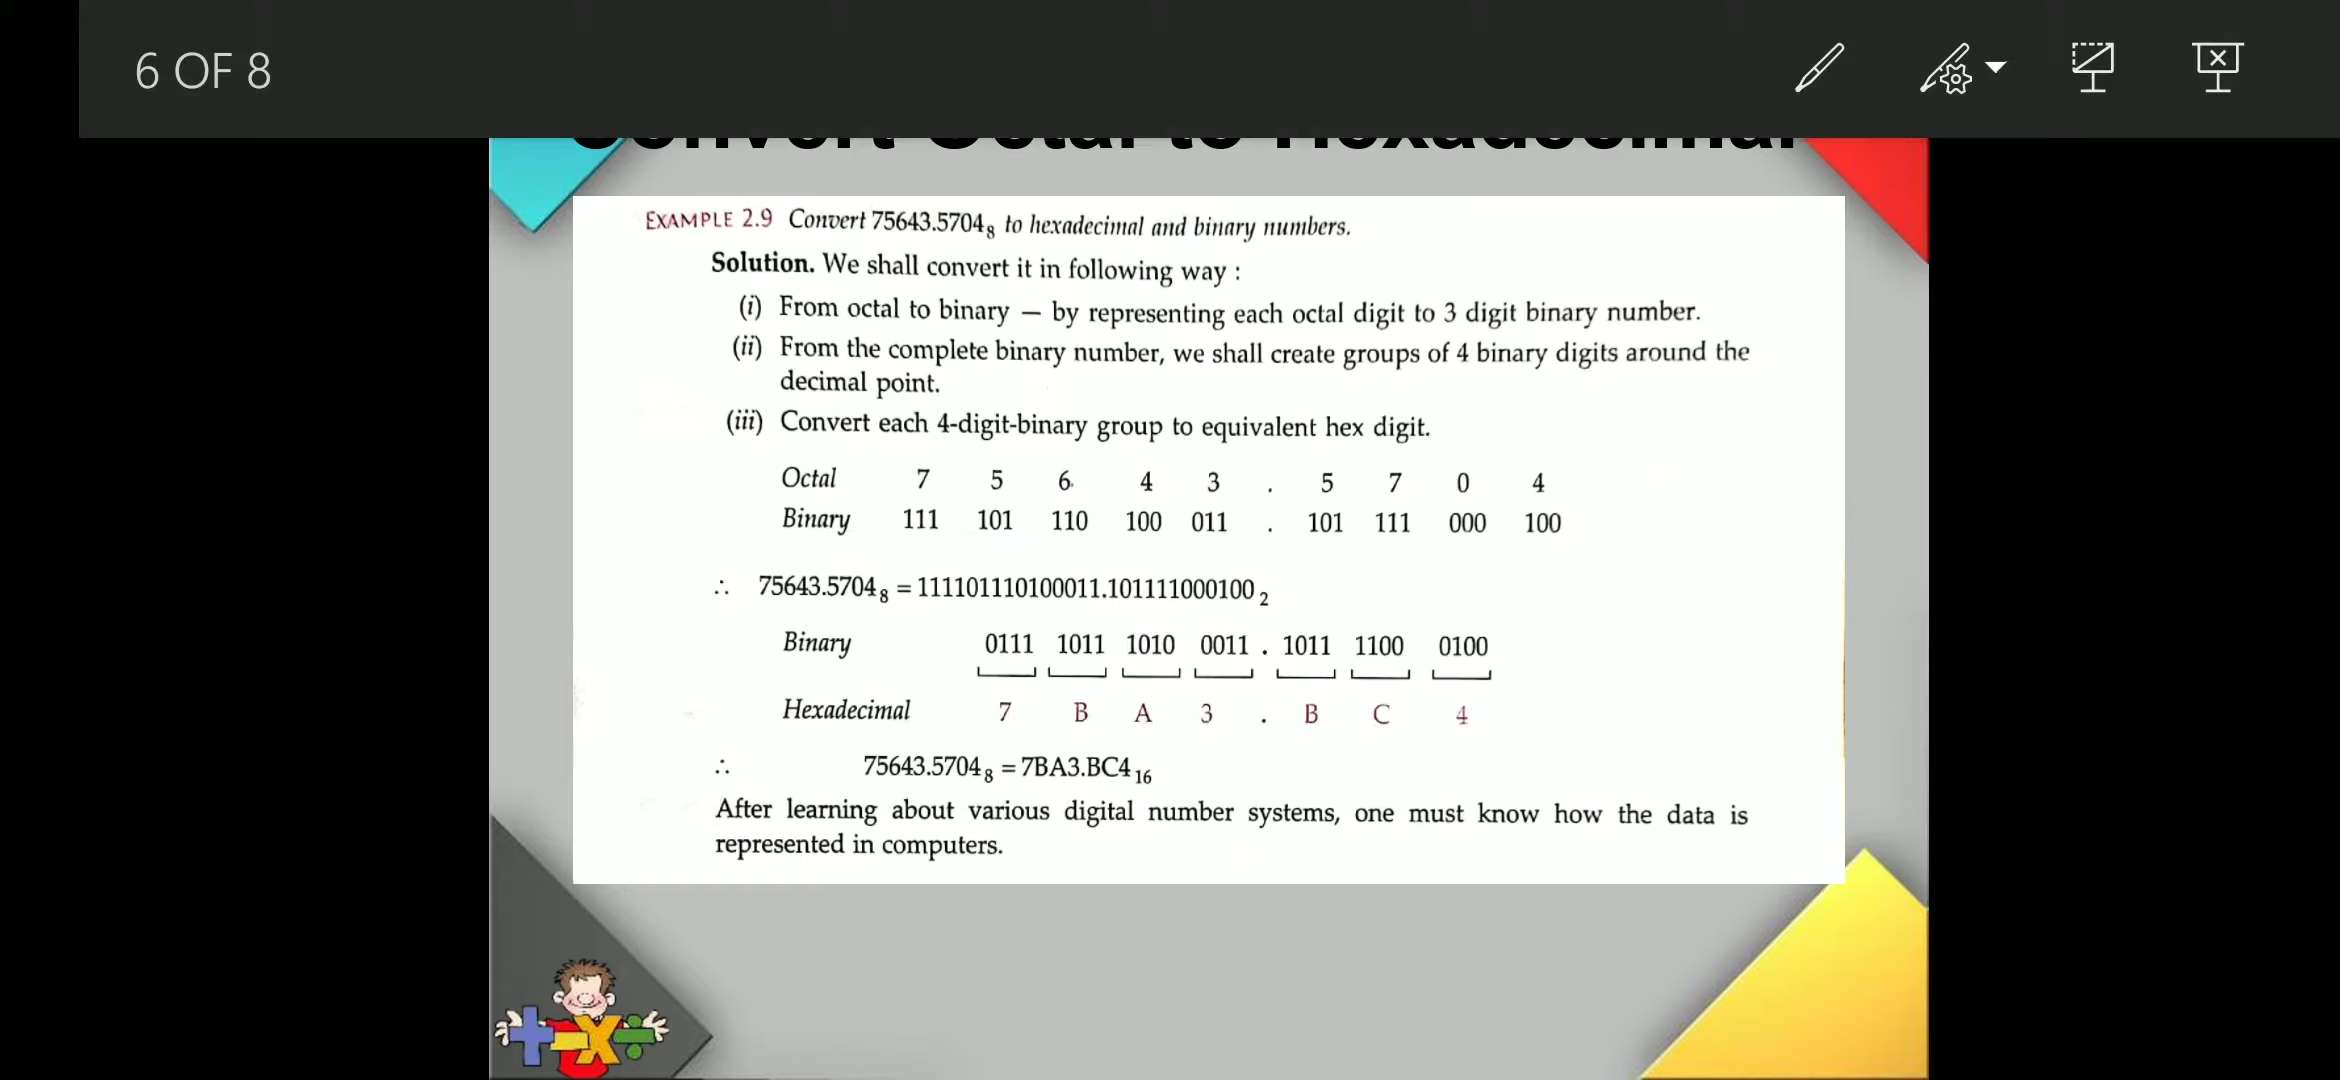 6 OF 8
Convert Octal to Hexadecimal
EXAMPLE 2.9 Convert 75643.5704₈ to hexadecimal and binary numbers.
Solution. We shall convert it in following way :
(i) From octal to binary — by representing each octal digit to 3 digit binary number.
(ii) From the complete binary number, we shall create groups of 4 binary digits around the
decimal point.
(iii) Convert each 4-digit-binary group to equivalent hex digit.
Octal 7 5 6 4 3 . 5 7 0 4
Binary 111 101 110 100 011 . 101 111 000 100
∴ 75643.5704₈ = 111101110100011.101111000100₂
Binary 0111 1011 1010 0011 . 1011 1100 0100
Hexadecimal 7 B A 3 . B C 4
∴ 75643.5704₈ = 7BA3.BC4₁₆
After learning about various digital number systems, one must know how the data is
represented in computers.